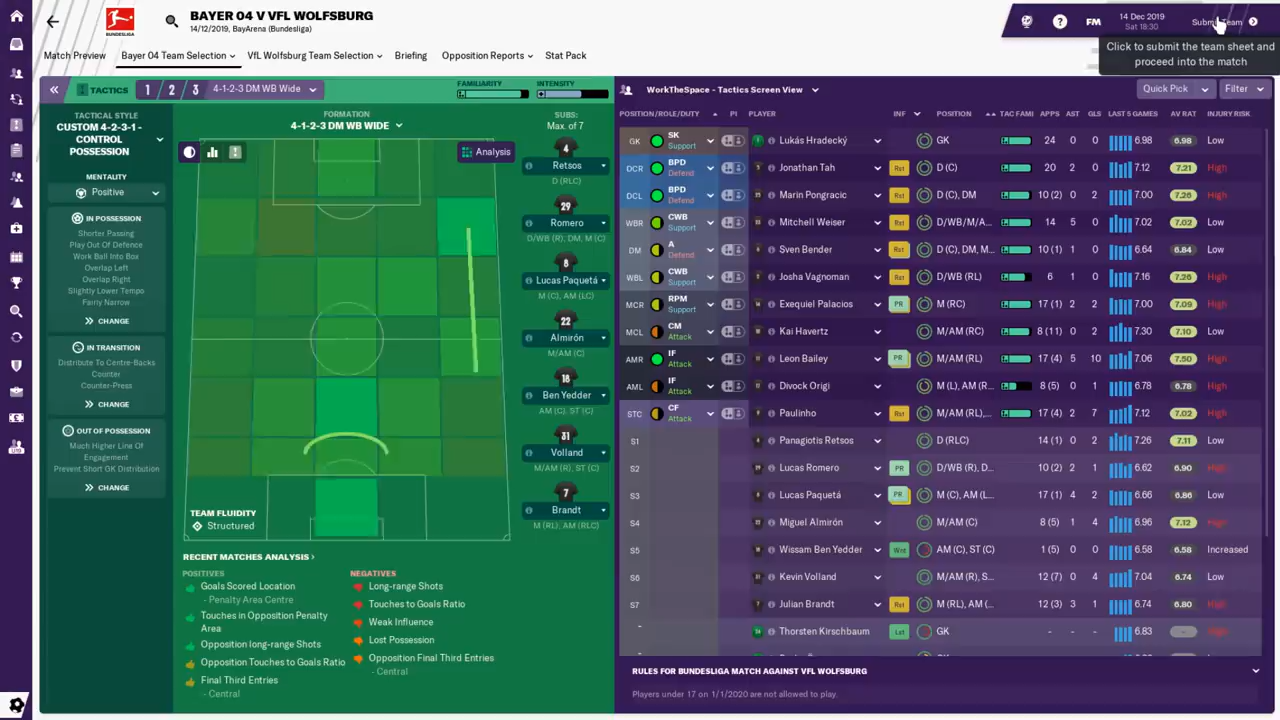 BAYER 04 V VFL WOLFSBURG
14/12/2019, BayArena (Bundesliga)
FM
14 Dec 2019
Sat 18:30
Submit Team
Click to submit the team sheet and
proceed into the match
Match Preview
Bayer 04 Team Selection
VfL Wolfsburg Team Selection
Briefing
Opposition Reports
Stat Pack
TACTICS
1
2
3
4-1-2-3 DM WB Wide
FAMILIARITY
INTENSITY
TACTICAL STYLE
CUSTOM 4-2-3-1 -
CONTROL
POSSESSION
MENTALITY
Positive
IN POSSESSION
Shorter Passing
Play Out Of Defence
Work Ball Into Box
Overlap Left
Overlap Right
Slightly Lower Tempo
Fairly Narrow
CHANGE
IN TRANSITION
Distribute To Centre-Backs
Counter
Counter-Press
CHANGE
OUT OF POSSESSION
Much Higher Line Of
Engagement
Prevent Short GK Distribution
CHANGE
FORMATION
4-1-2-3 DM WB WIDE
Analysis
TEAM FLUIDITY
Structured
SUBS:
Max. of 7
4
Retsos
D (RLC)
29
Romero
D/WB (R), DM, M (C)
8
Lucas Paquetá
M (C), AM (LC)
22
Almirón
M/AM (C)
18
Ben Yedder
AM (C), ST (C)
31
Volland
M/AM (R), ST (C)
7
Brandt
M (RL), AM (RLC)
RECENT MATCHES ANALYSIS
POSITIVES
Goals Scored Location
- Penalty Area Centre
Touches in Opposition Penalty
Area
Opposition long-range Shots
Opposition Touches to Goals Ratio
Final Third Entries
- Central
NEGATIVES
Long-range Shots
Touches to Goals Ratio
Weak Influence
Lost Possession
Opposition Final Third Entries
- Central
WorkTheSpace - Tactics Screen View
Quick Pick
Filter
POSITION/ROLE/DUTY PI PLAYER INF POSITION TAC FAMI APPS AST GLS LAST 5 GAMES AV RAT INJURY RISK
GK SK Support Lukás Hradecký GK 24 0 0 6.98 6.98 Low
DCR BPD Defend Jonathan Tah Rst D (C) 20 0 2 7.12 7.21 High
DCL BPD Defend Marin Pongracic Rst D (C), DM 10 (2) 0 2 7.00 7.26 High
WBR CWB Support Mitchell Weiser Rst D/WB/M/A... 14 5 0 7.02 7.02 Low
DM A Defend Sven Bender Rst D (C), DM, M... 10 (1) 1 0 6.64 6.84 Low
WBL CWB Support Josha Vagnoman Rst D/WB (RL) 6 1 0 7.16 7.26 High
MCR RPM Support Exequiel Palacios PR M (RC) 17 (1) 2 2 7.00 7.09 High
MCL CM Attack Kai Havertz M/AM (RC) 8 (11) 0 2 7.30 7.10 Low
AMR IF Attack Leon Bailey PR M/AM (RL) 17 (4) 5 10 7.06 7.50 High
AML IF Attack Divock Origi M (L), AM (R... 8 (5) 0 1 6.78 6.78 High
STC CF Attack Paulinho Rst M/AM (RL),... 17 (4) 2 7 7.12 7.02 High
S1 Panagiotis Retsos D (RLC) 14 (1) 0 2 7.26 7.11 Low
S2 Lucas Romero PR D/WB (R), D... 10 (2) 2 1 6.62 6.90 High
S3 Lucas Paquetá PR M (C), AM (L... 17 (1) 4 2 6.66 6.86 Low
S4 Miguel Almirón M/AM (C) 8 (5) 1 4 6.96 7.12 High
S5 Wissam Ben Yedder Wnt AM (C), ST (C) 1 (5) 0 0 6.58 6.58 Increased
S6 Kevin Volland M/AM (R), S... 12 (7) 0 4 7.04 6.74 Low
S7 Julian Brandt Rst M (RL), AM (... 12 (3) 3 1 6.74 6.80 High
- Thorsten Kirschbaum Lst GK - - - 6.83 - High
RULES FOR BUNDESLIGA MATCH AGAINST VFL WOLFSBURG
Players under 17 on 1/1/2020 are not allowed to play.